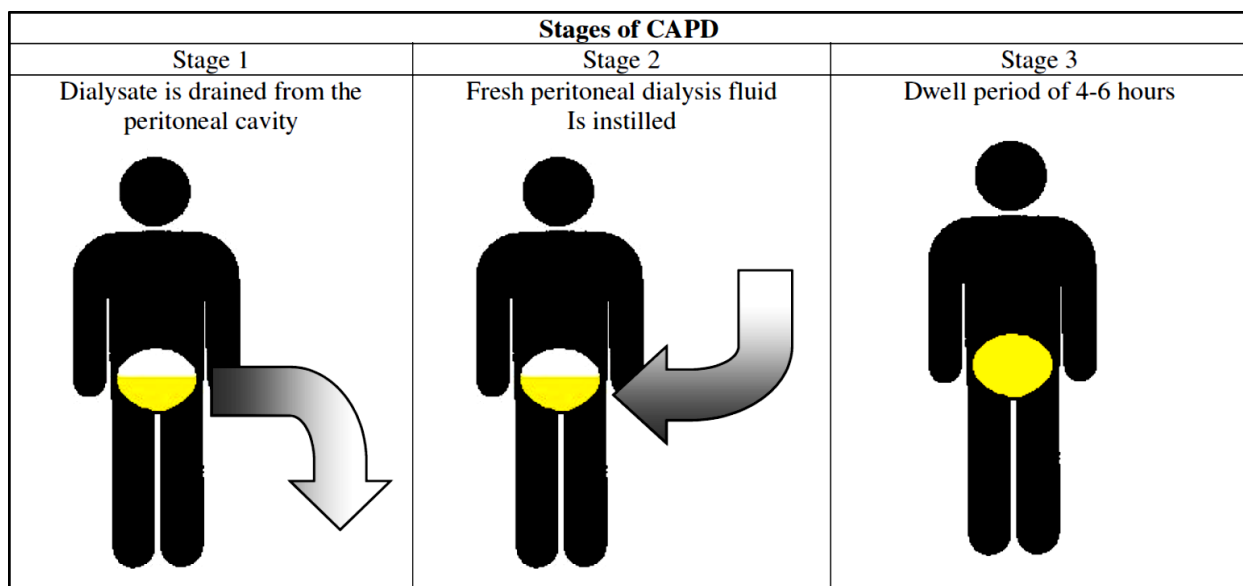 Stages of CAPD
Stage 1
Stage 2
Stage 3
Dialysate is drained from the
peritoneal cavity
Fresh peritoneal dialysis fluid
Is instilled
Dwell period of 4-6 hours